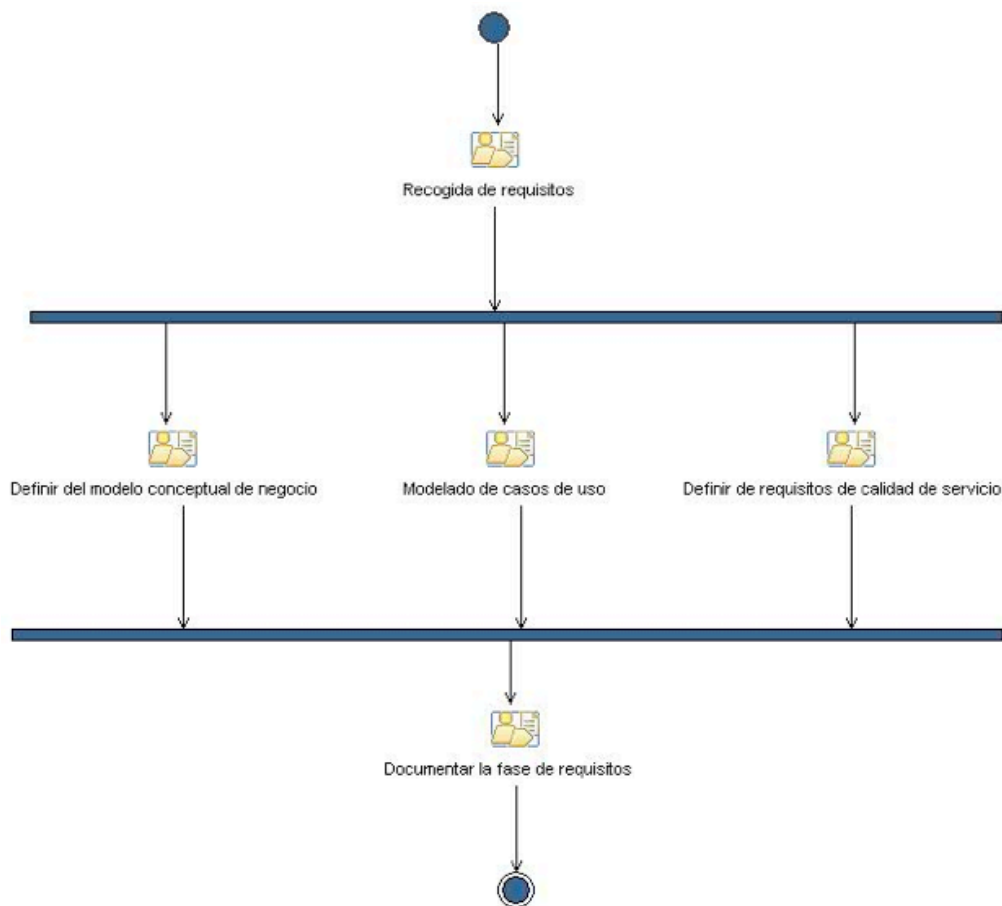 Recogida de requisitos
Definir del modelo conceptual de negocio
Modelado de casos de uso
Definir de requisitos de calidad de servicio
Documentar la fase de requisitos